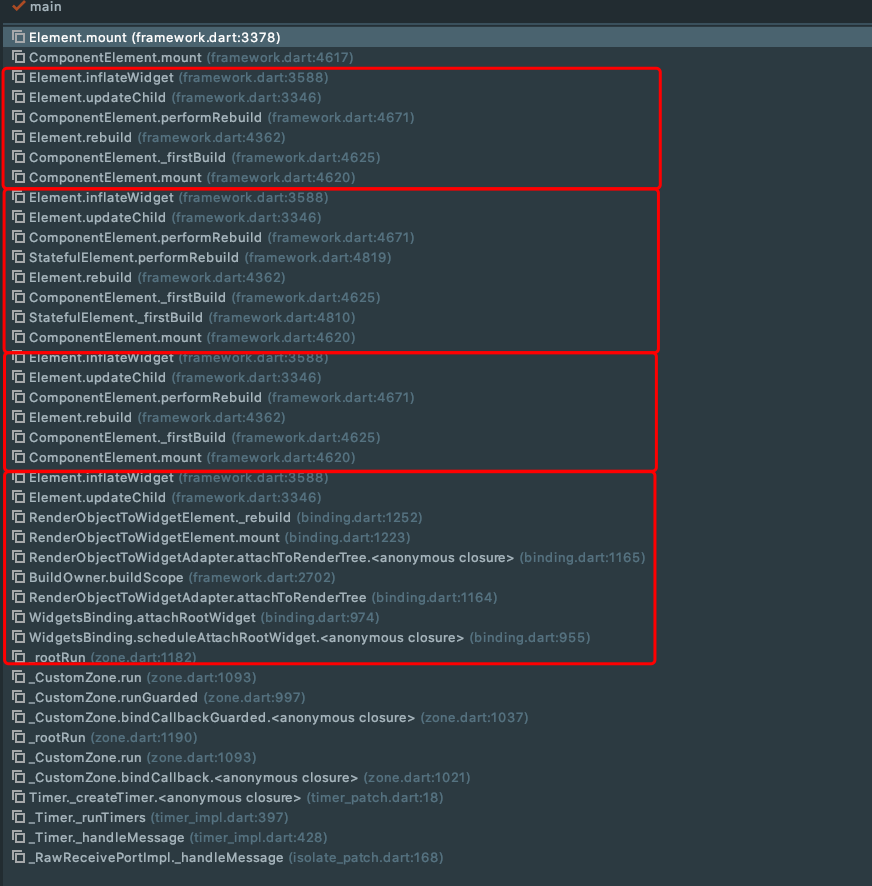 main
Element.mount (framework.dart:3378)
ComponentElement.mount (framework.dart:4617)
Element.inflateWidget (framework.dart:3588)
Element.updateChild (framework.dart:3346)
ComponentElement.performRebuild (framework.dart:4671)
Element.rebuild (framework.dart:4362)
ComponentElement._firstBuild (framework.dart:4625)
ComponentElement.mount (framework.dart:4620)
Element.inflateWidget (framework.dart:3588)
Element.updateChild (framework.dart:3346)
ComponentElement.performRebuild (framework.dart:4671)
StatefulElement.performRebuild (framework.dart:4819)
Element.rebuild (framework.dart:4362)
ComponentElement._firstBuild (framework.dart:4625)
StatefulElement._firstBuild (framework.dart:4810)
ComponentElement.mount (framework.dart:4620)
Element.inflateWidget (framework.dart:3588)
Element.updateChild (framework.dart:3346)
ComponentElement.performRebuild (framework.dart:4671)
Element.rebuild (framework.dart:4362)
ComponentElement._firstBuild (framework.dart:4625)
ComponentElement.mount (framework.dart:4620)
Element.inflateWidget (framework.dart:3588)
Element.updateChild (framework.dart:3346)
RenderObjectToWidgetElement._rebuild (binding.dart:1252)
RenderObjectToWidgetElement.mount (binding.dart:1223)
RenderObjectToWidgetAdapter.attachToRenderTree.<anonymous closure> (binding.dart:1165)
BuildOwner.buildScope (framework.dart:2702)
RenderObjectToWidgetAdapter.attachToRenderTree (binding.dart:1164)
WidgetsBinding.attachRootWidget (binding.dart:974)
WidgetsBinding.scheduleAttachRootWidget.<anonymous closure> (binding.dart:955)
_rootRun (zone.dart:1182)
_CustomZone.run (zone.dart:1093)
_CustomZone.runGuarded (zone.dart:997)
_CustomZone.bindCallbackGuarded.<anonymous closure> (zone.dart:1037)
_rootRun (zone.dart:1190)
_CustomZone.run (zone.dart:1093)
_CustomZone.bindCallback.<anonymous closure> (zone.dart:1021)
Timer._createTimer.<anonymous closure> (timer_patch.dart:18)
_Timer._runTimers (timer_impl.dart:397)
_Timer._handleMessage (timer_impl.dart:428)
_RawReceivePortImpl._handleMessage (isolate_patch.dart:168)